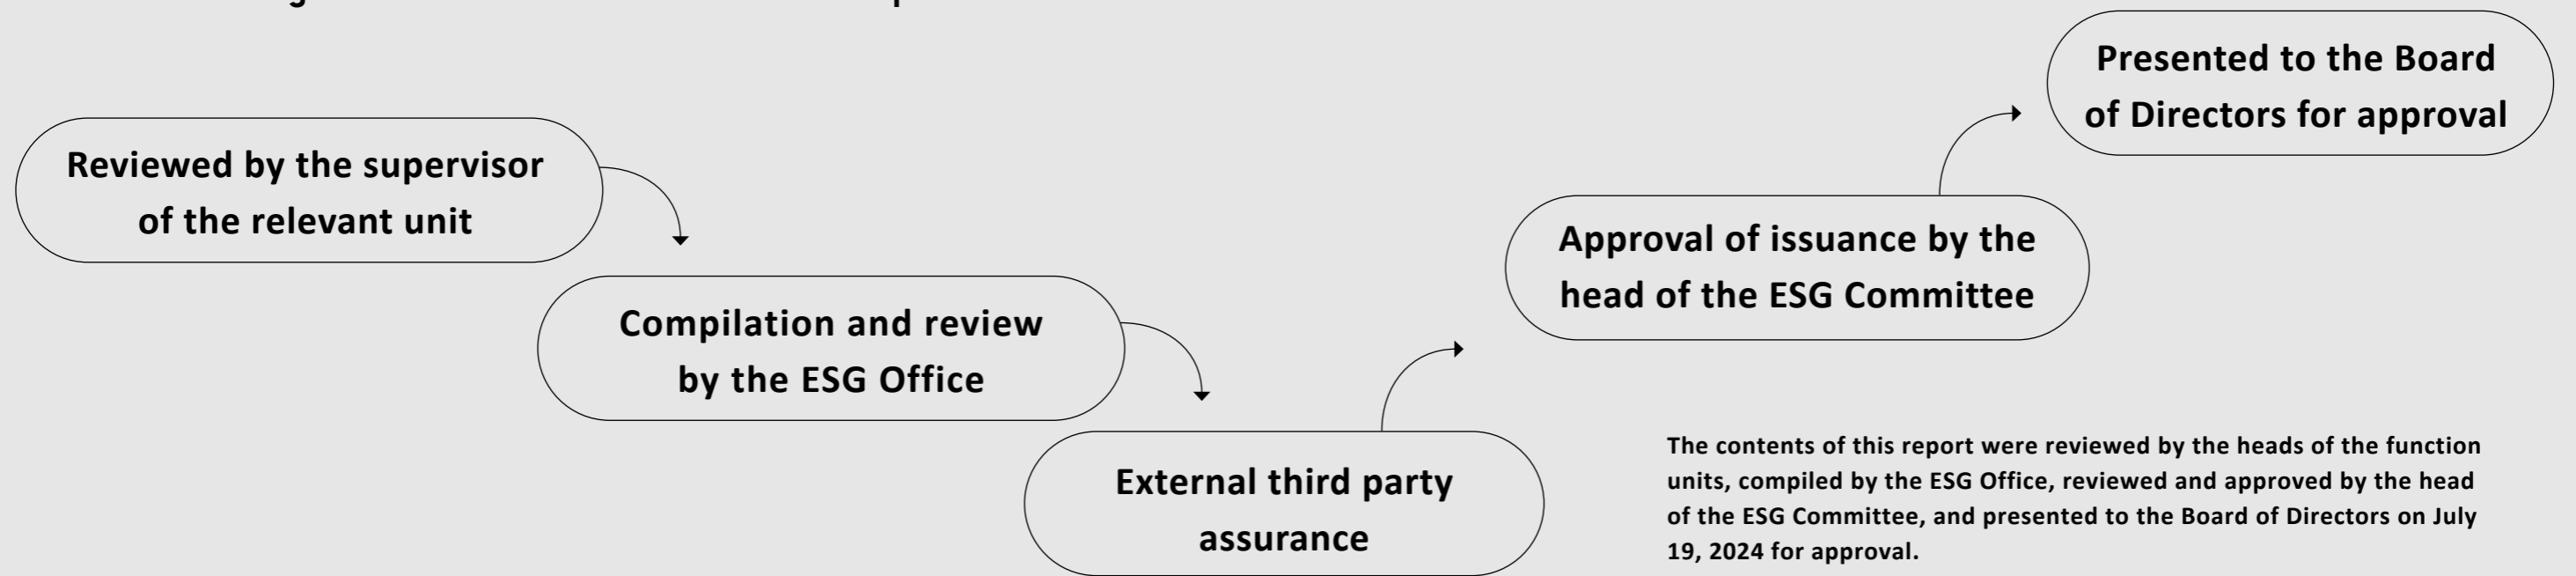 Reviewed by the supervisor
of the relevant unit
Compilation and review
by the ESG Office
External third party
assurance
Approval of issuance by the
head of the ESG Committee
Presented to the Board
of Directors for approval
The contents of this report were reviewed by the heads of the function
units, compiled by the ESG Office, reviewed and approved by the head
of the ESG Committee, and presented to the Board of Directors on July
19, 2024 for approval.